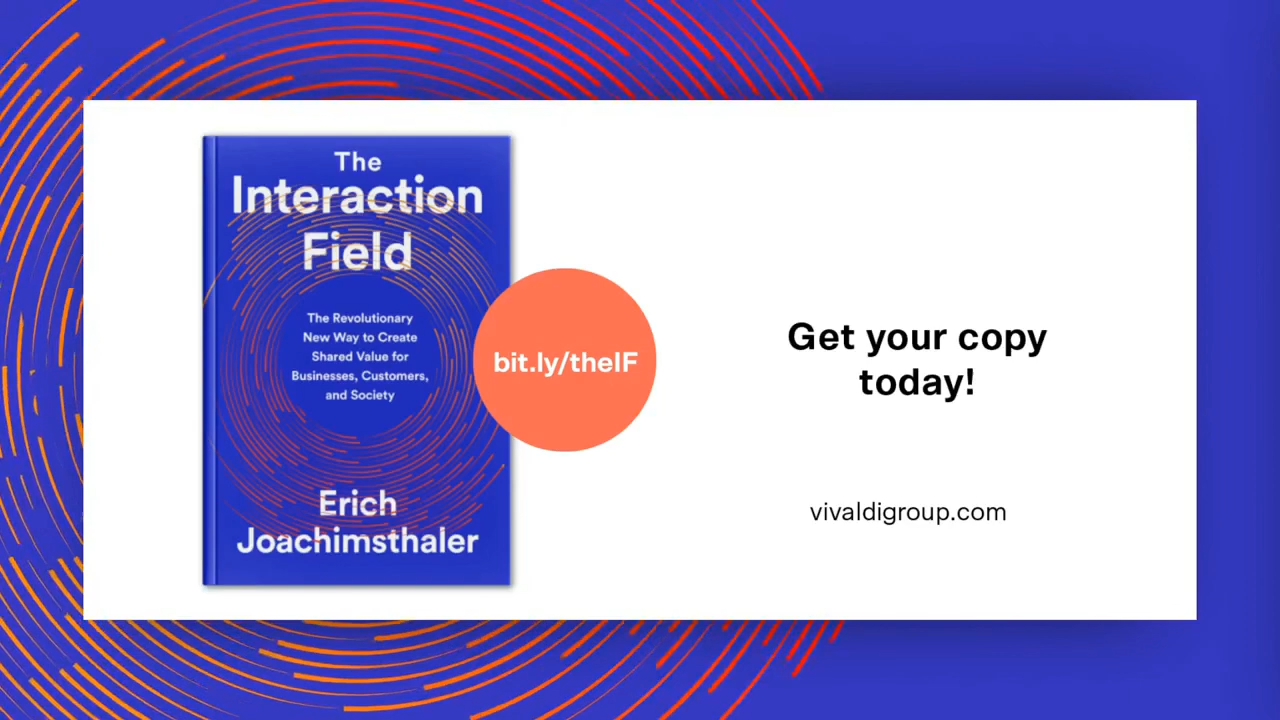 The
Interaction
Field
The Revolutionary
New Way to Create
Shared Value for
Businesses, Customers,
and Society
Erich
Joachimsthaler
bit.ly/theIF
Get your copy
today!
vivaldigroup.com